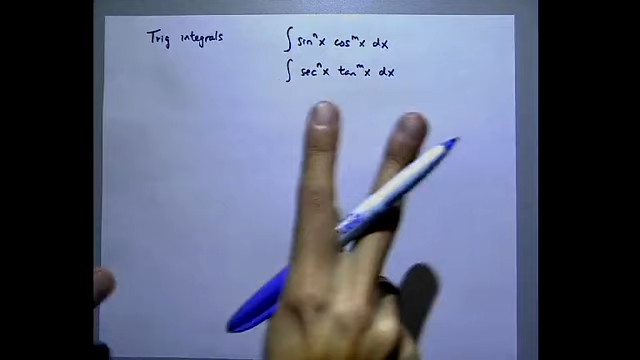 Trig integrals
∫ sinⁿx cosᵐx dx
∫ secⁿx tanᵐx dx